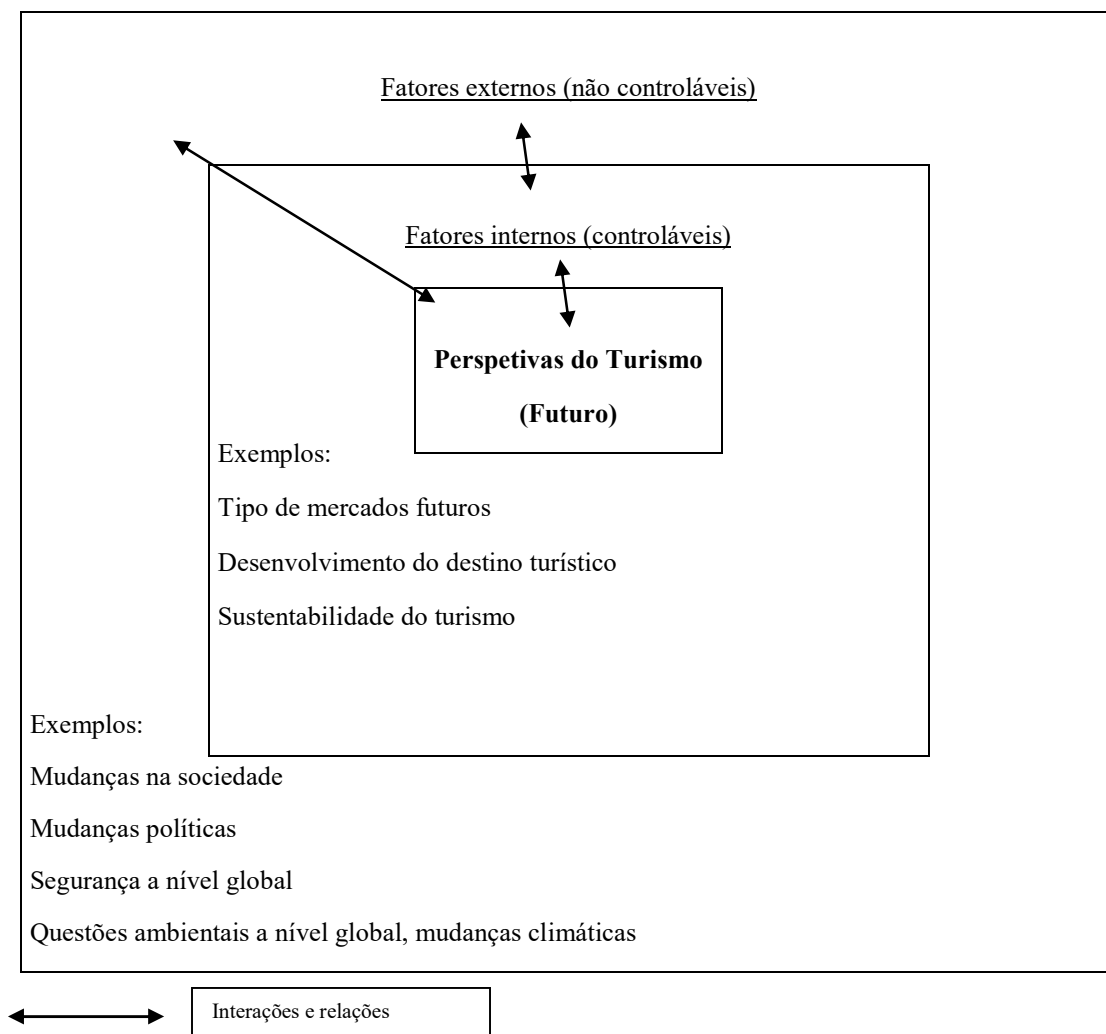 Fatores externos (não controláveis)
Fatores internos (controláveis)
Perspetivas do Turismo
(Futuro)
Exemplos:
Tipo de mercados futuros
Desenvolvimento do destino turístico
Sustentabilidade do turismo
Exemplos:
Mudanças na sociedade
Mudanças políticas
Segurança a nível global
Questões ambientais a nível global, mudanças climáticas
Interações e relações